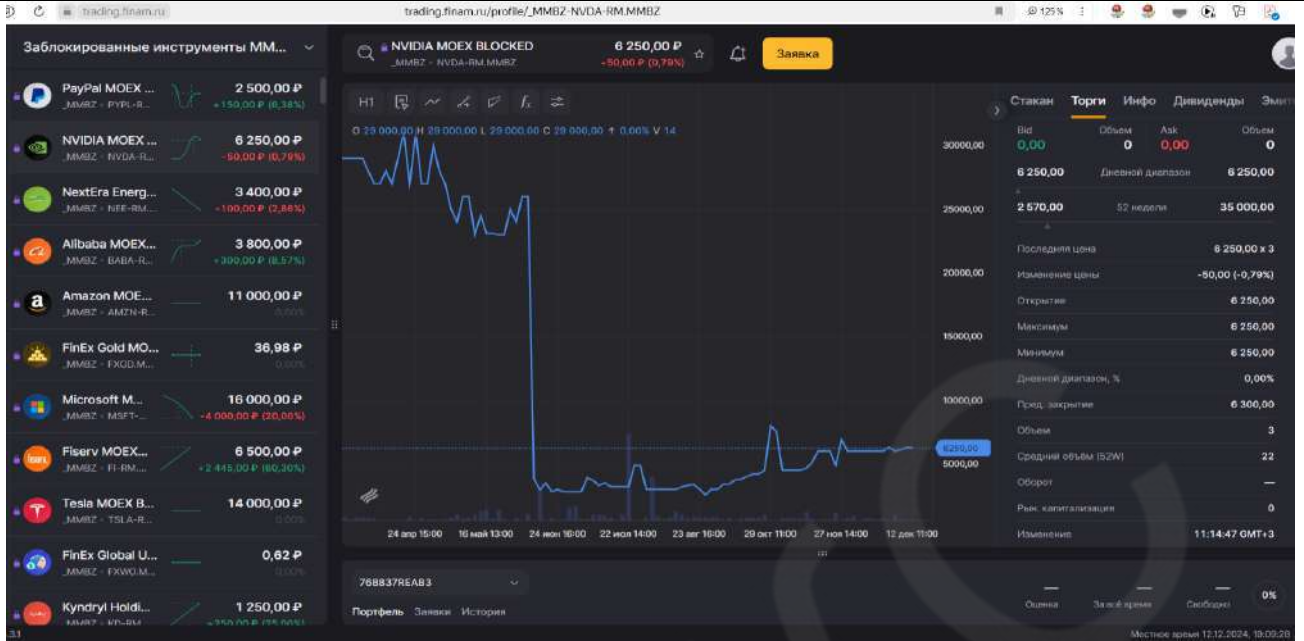 trading.finam.ru
trading.finam.ru/profile/_MMBZ-NVDA-RM.MMBZ
125 %
Заблокированные инструменты ММ...
PayPal MOEX ...
2 500,00 ₽
_MMBZ - PYPL-R...
+150,00 ₽ (6,38%)
NVIDIA MOEX ...
6 250,00 ₽
_MMBZ - NVDA-R...
-50,00 ₽ (0,79%)
NextEra Energ...
3 400,00 ₽
_MMBZ - NEE-RM....
-100,00 ₽ (2,86%)
Alibaba MOEX...
3 800,00 ₽
_MMBZ - BABA-R...
+300,00 ₽ (8,57%)
Amazon MOE...
11 000,00 ₽
_MMBZ - AMZN-R...
0,00%
FinEx Gold MO...
36,98 ₽
_MMBZ - FXGD.M...
0,00%
Microsoft M...
16 000,00 ₽
_MMBZ - MSFT-...
-4 000,00 ₽ (20,00%)
Fiserv MOEX...
6 500,00 ₽
_MMBZ - FI-RM....
+2 445,00 ₽ (60,30%)
Tesla MOEX B...
14 000,00 ₽
_MMBZ - TSLA-R...
0,00%
FinEx Global U...
0,62 ₽
_MMBZ - FXWO.M...
0,00%
Kyndryl Holdi...
1 250,00 ₽
_MMBZ - KD-RM
+250,00 ₽ (25,00%)
3.1
NVIDIA MOEX BLOCKED
6 250,00 ₽
_MMBZ - NVDA-RM.MMBZ
-50,00 ₽ (0,79%)
Заявка
H1
O 29 000,00 H 29 000,00 L 29 000,00 C 29 000,00 + 0,00% V 14
30000,00
25000,00
20000,00
15000,00
10000,00
6250,00
5000,00
24 апр 15:00 16 май 13:00 24 июн 16:00 22 июл 14:00 23 авг 16:00 29 окт 11:00 27 ноя 14:00 12 дек 11:00
768837REAB3
Портфель Заявки История
Стакан Торги Инфо Дивиденды Эмит
Bid Объем Ask Объем
0,00 0 0,00 0
6 250,00 Дневной диапазон 6 250,00
2 570,00 52 недели 35 000,00
Последняя цена 6 250,00 x 3
Изменение цены -50,00 (-0,79%)
Открытие 6 250,00
Максимум 6 250,00
Минимум 6 250,00
Дневной диапазон, % 0,00%
Пред. закрытие 6 300,00
Объем 3
Средний объём (52W) 22
Оборот —
Рын. капитализация 0
Изменение 11:14:47 GMT+3
— — — 0%
Оценка За всё время Свободно
Местное время 12.12.2024, 19:09:28